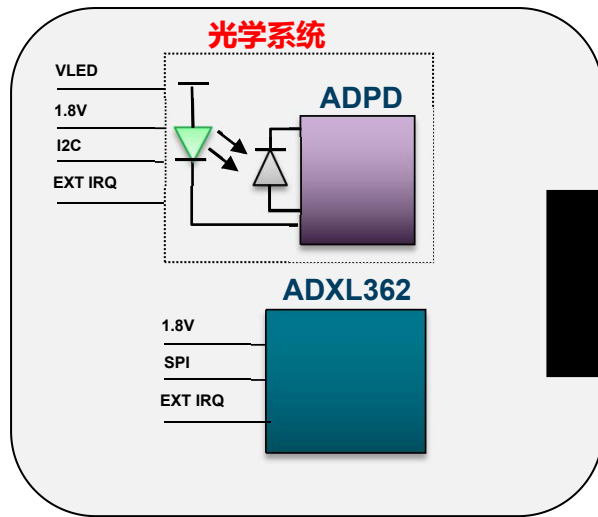 光学系统
VLED
ADPD
1.8V
I2C
EXT IRQ
ADXL362
1.8V
SPI
EXT IRQ